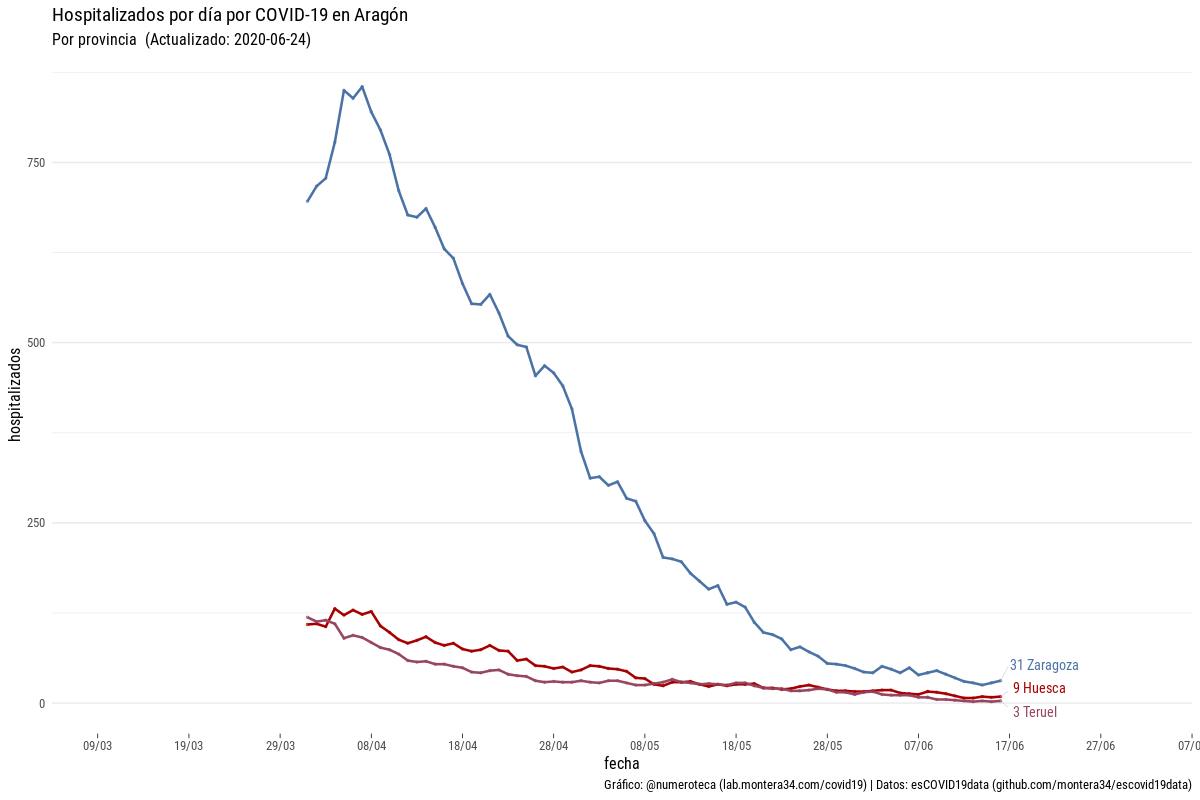 Hospitalizados por día por COVID-19 en Aragón
Por provincia (Actualizado: 2020-06-24)
hospitalizados
750
500
250
0
31 Zaragoza
9 Huesca
3 Teruel
09/03 19/03 29/03 08/04 18/04 28/04 08/05 18/05 28/05 07/06 17/06 27/06 07/0
fecha
Gráfico: @numeroteca (lab.montera34.com/covid19) | Datos: esCOVID19data (github.com/montera34/escovid19data)